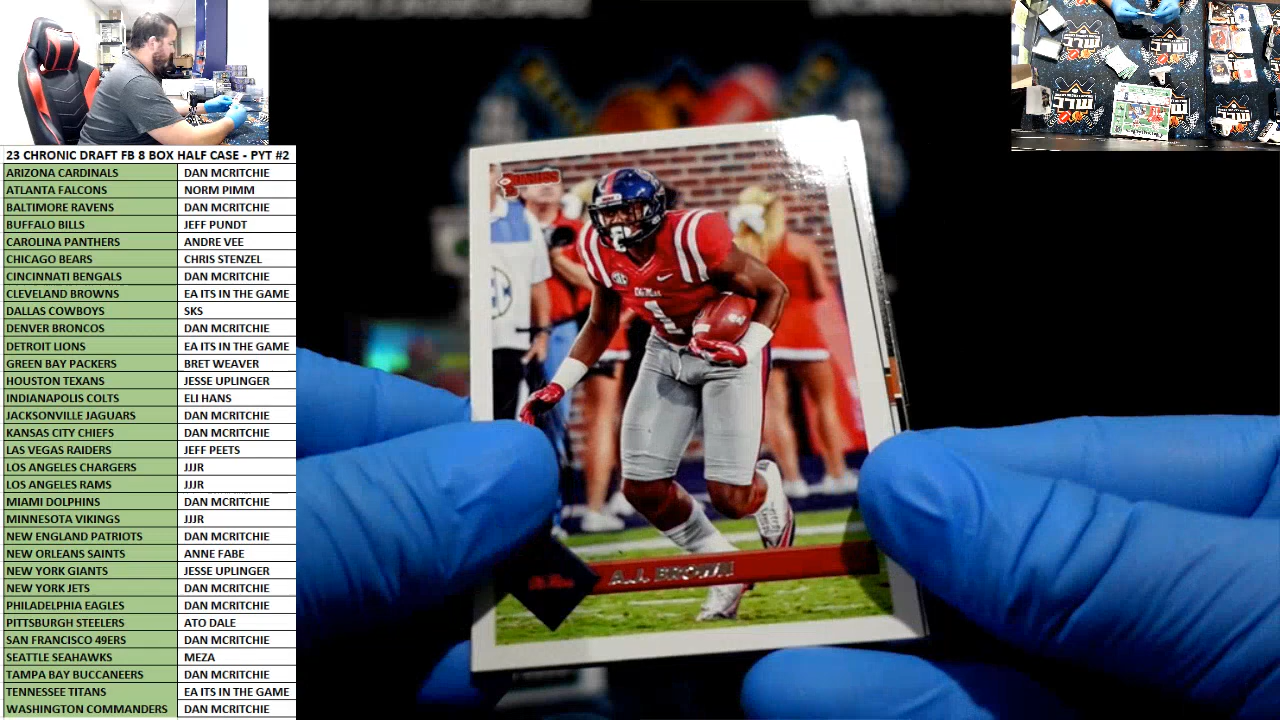 23 CHRONIC DRAFT FB 8 BOX HALF CASE - PYT #2
ARIZONA CARDINALS DAN MCRITCHIE
ATLANTA FALCONS NORM PIMM
BALTIMORE RAVENS DAN MCRITCHIE
BUFFALO BILLS JEFF PUNDT
CAROLINA PANTHERS ANDRE VEE
CHICAGO BEARS CHRIS STENZEL
CINCINNATI BENGALS DAN MCRITCHIE
CLEVELAND BROWNS EA ITS IN THE GAME
DALLAS COWBOYS SKS
DENVER BRONCOS DAN MCRITCHIE
DETROIT LIONS EA ITS IN THE GAME
GREEN BAY PACKERS BRET WEAVER
HOUSTON TEXANS JESSE UPLINGER
INDIANAPOLIS COLTS ELI HANS
JACKSONVILLE JAGUARS DAN MCRITCHIE
KANSAS CITY CHIEFS DAN MCRITCHIE
LAS VEGAS RAIDERS JEFF PEETS
LOS ANGELES CHARGERS JJJR
LOS ANGELES RAMS JJJR
MIAMI DOLPHINS DAN MCRITCHIE
MINNESOTA VIKINGS JJJR
NEW ENGLAND PATRIOTS DAN MCRITCHIE
NEW ORLEANS SAINTS ANNE FABE
NEW YORK GIANTS JESSE UPLINGER
NEW YORK JETS DAN MCRITCHIE
PHILADELPHIA EAGLES DAN MCRITCHIE
PITTSBURGH STEELERS ATO DALE
SAN FRANCISCO 49ERS DAN MCRITCHIE
SEATTLE SEAHAWKS MEZA
TAMPA BAY BUCCANEERS DAN MCRITCHIE
TENNESSEE TITANS EA ITS IN THE GAME
WASHINGTON COMMANDERS DAN MCRITCHIE
DONRUSS
Ole Miss
1
Ole Miss
A.J. BROWN